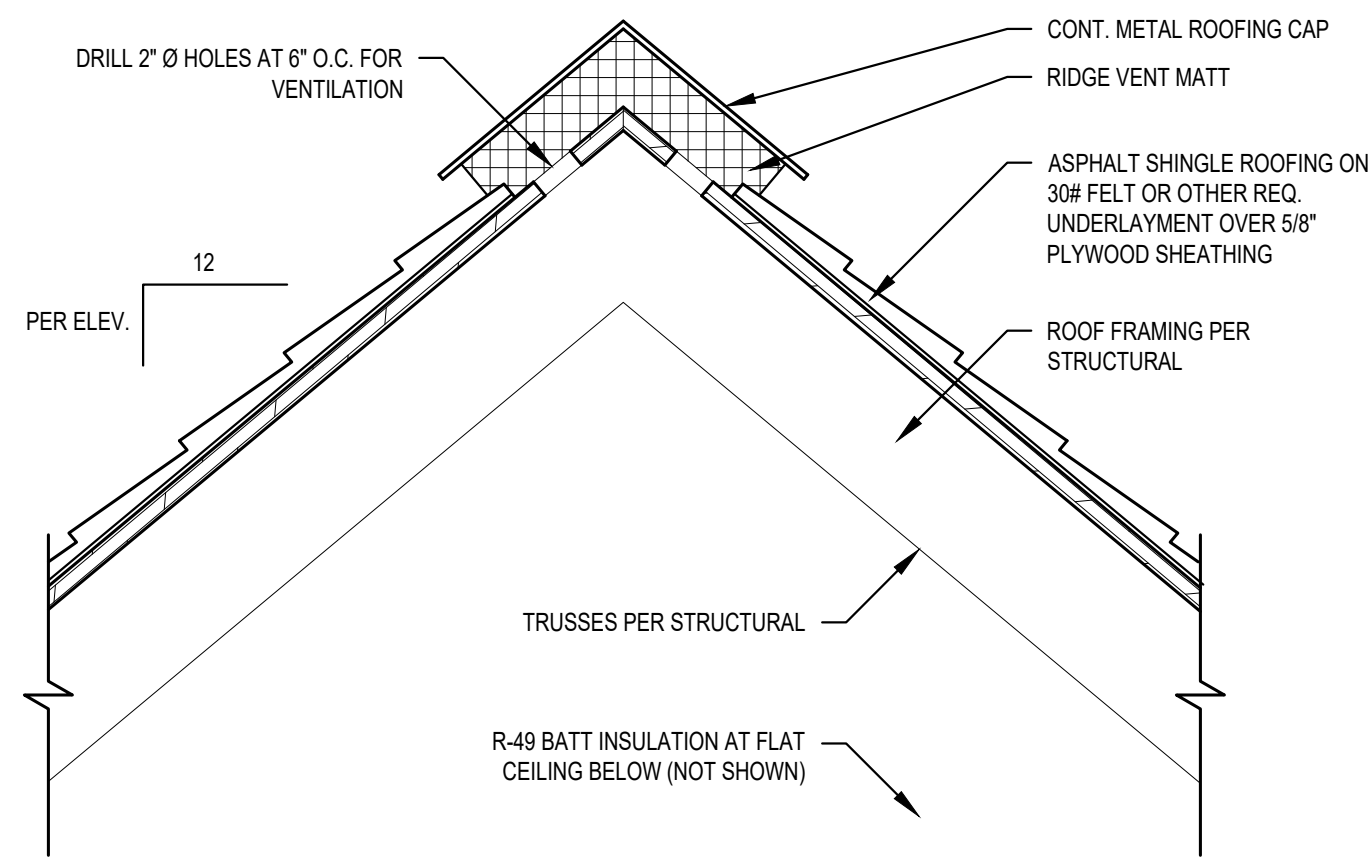 DRILL 2" Ø HOLES AT 6" O.C. FOR
VENTILATION
CONT. METAL ROOFING CAP
RIDGE VENT MATT
ASPHALT SHINGLE ROOFING ON
30# FELT OR OTHER REQ.
UNDERLAYMENT OVER 5/8"
PLYWOOD SHEATHING
12
PER ELEV.
ROOF FRAMING PER
STRUCTURAL
TRUSSES PER STRUCTURAL
R-49 BATT INSULATION AT FLAT
CEILING BELOW (NOT SHOWN)